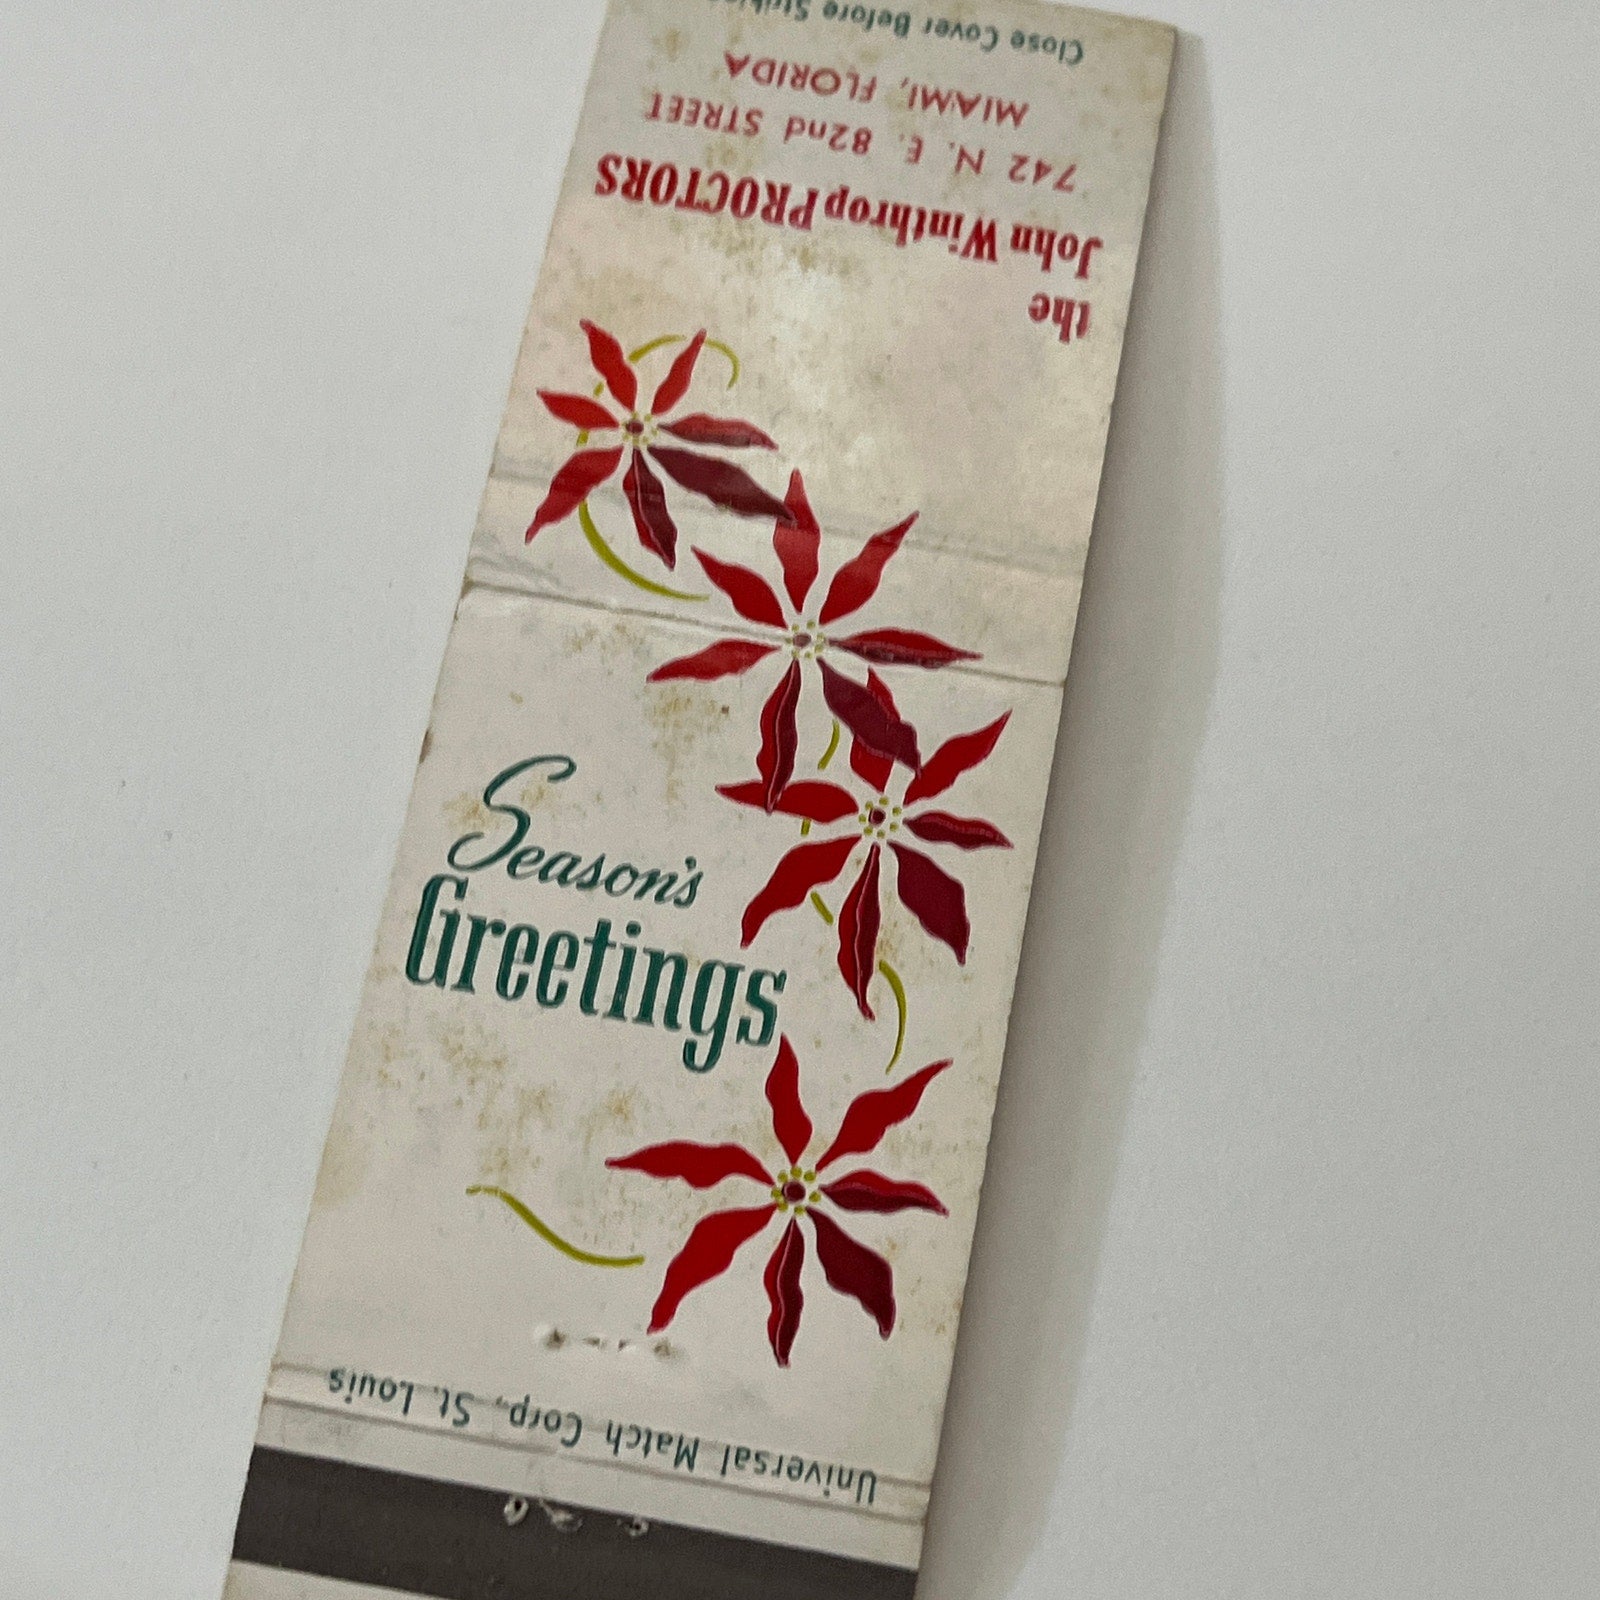 Season's
Greetings
the
John Winthrop PROCTORS
742 N. E. 82nd STREET
MIAMI, FLORIDA
Close Cover Before
Universal Match Corp., St. Louis